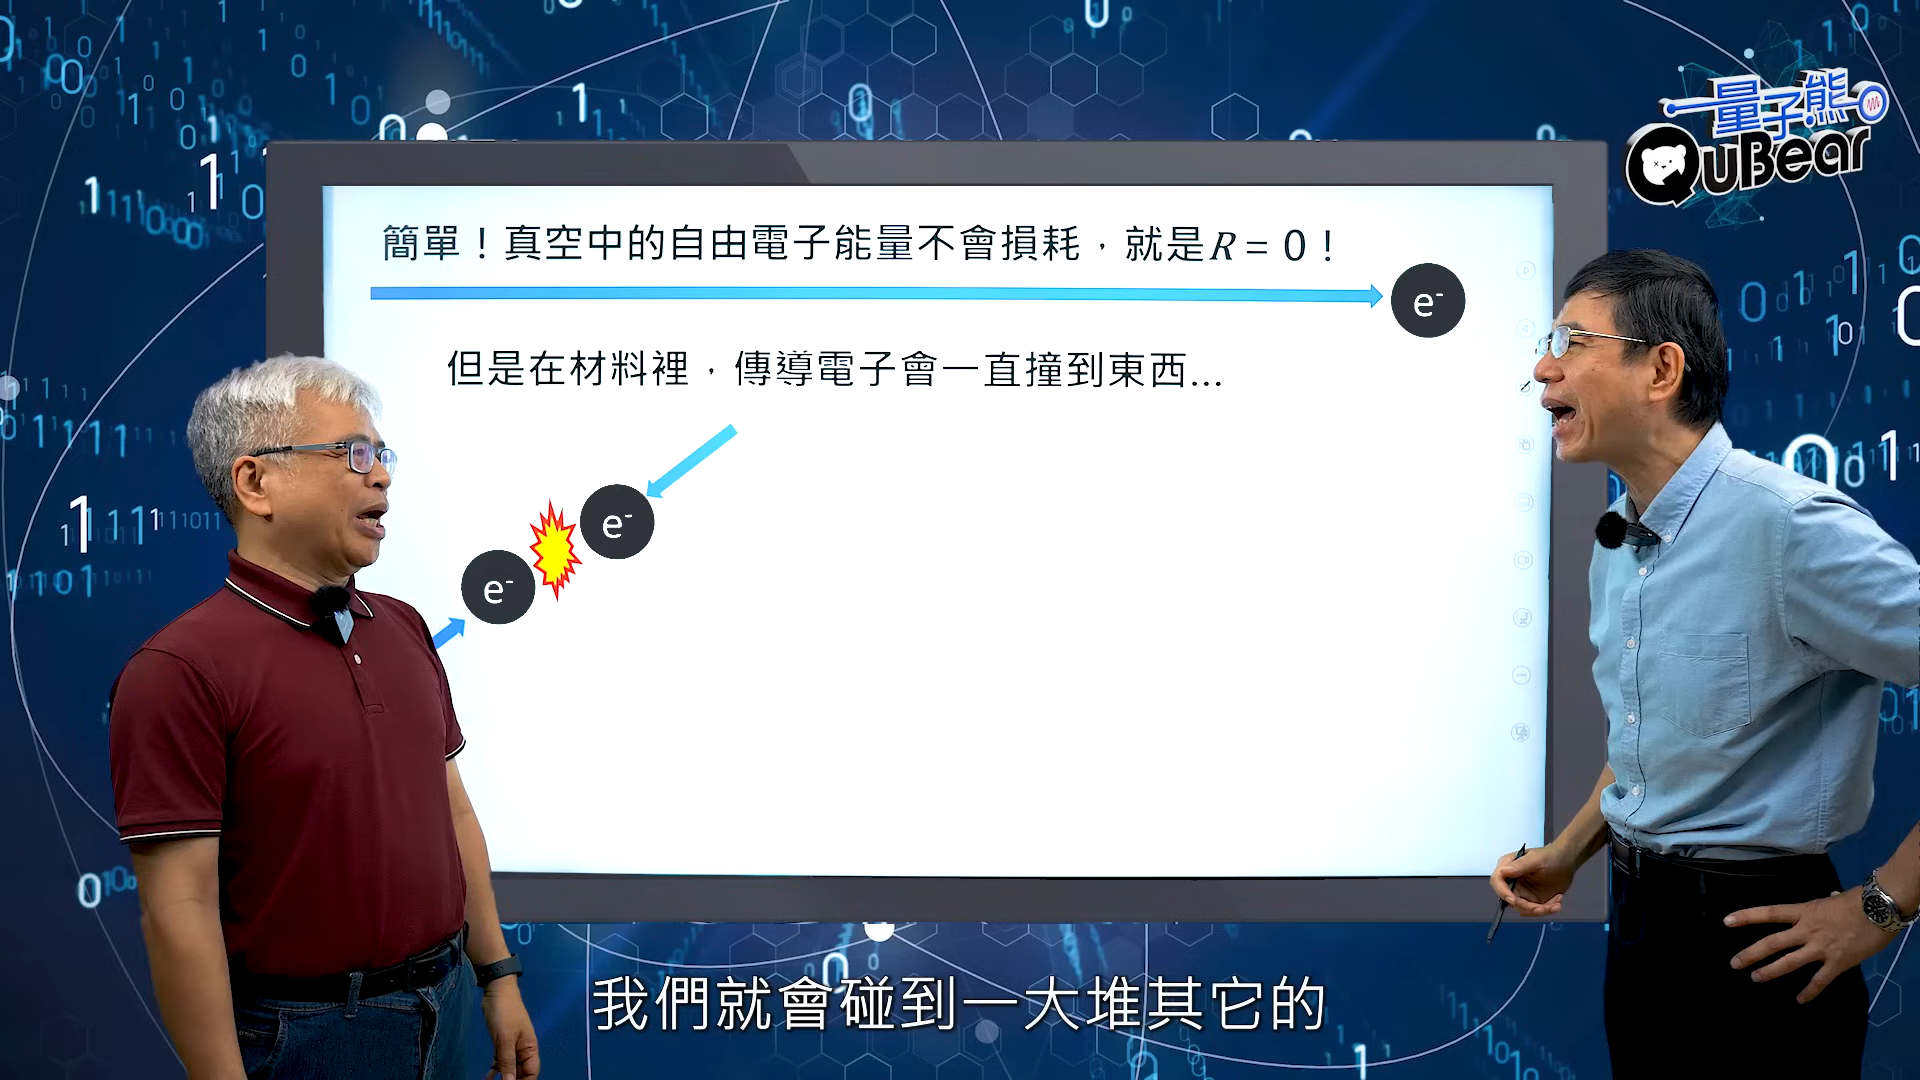 量子熊
QuBear
簡單！真空中的自由電子能量不會損耗，就是R = 0！
e-
但是在材料裡，傳導電子會一直撞到東西...
e-
e-
我們就會碰到一大堆其它的